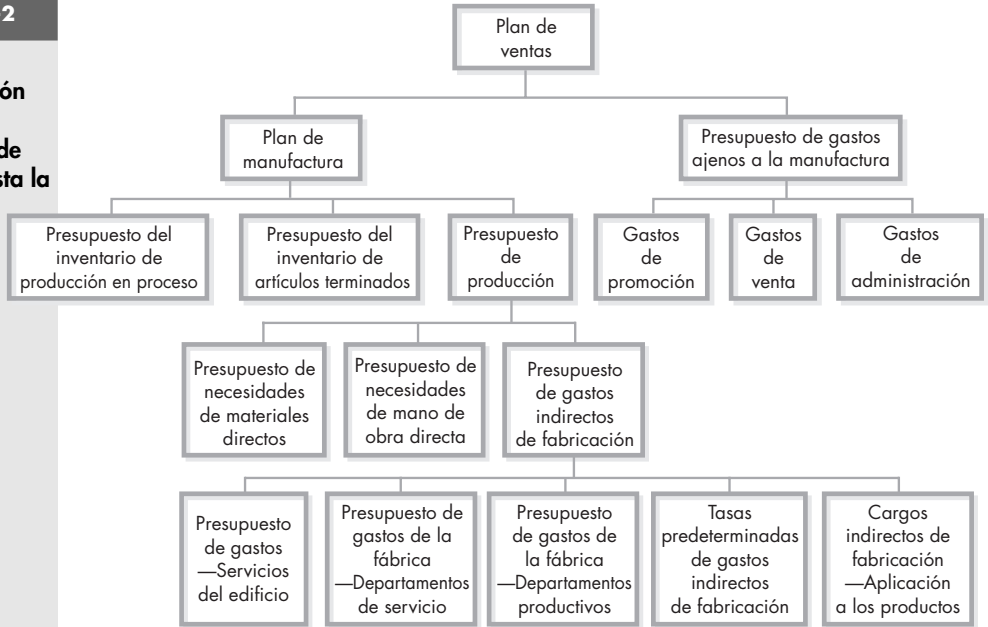 2
ón
de
sta la
Plan de
ventas
Plan de
manufactura
Presupuesto de gastos
ajenos a la manufactura
Presupuesto del
inventario de
producción en proceso
Presupuesto del
inventario de
artículos terminados
Presupuesto
de
producción
Gastos
de
promoción
Gastos
de
venta
Gastos
de
administración
Presupuesto de
necesidades
de materiales
directos
Presupuesto de
necesidades
de mano de
obra directa
Presupuesto
de gastos
indirectos
de fabricación
Presupuesto
de gastos
—Servicios
del edificio
Presupuesto de
gastos de la
fábrica
—Departamentos
de servicio
Presupuesto
de gastos de
la fábrica
—Departamentos
productivos
Tasas
predeterminadas
de gastos
indirectos
de fabricación
Cargos
indirectos de
fabricación
—Aplicación
a los productos